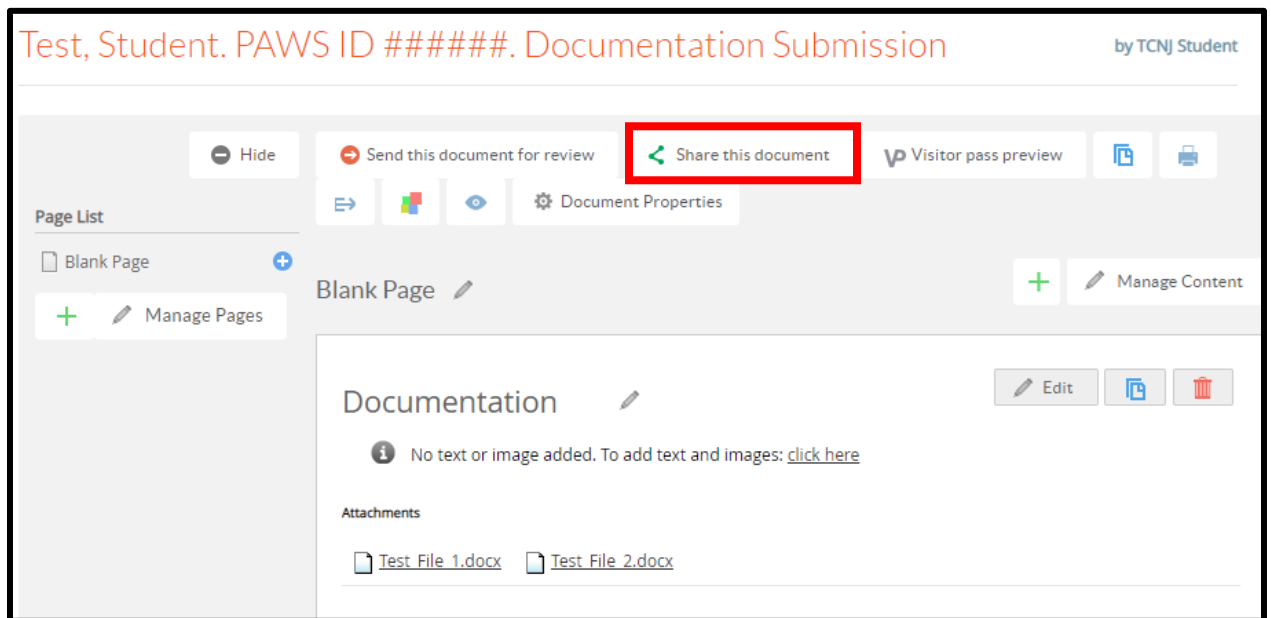 Test, Student. PAWS ID ######. Documentation Submission
by TCNJ Student
Hide
Send this document for review
Share this document
VP Visitor pass preview
Document Properties
Page List
Blank Page
Manage Pages
Blank Page
Manage Content
Documentation
Edit
No text or image added. To add text and images: click here
Attachments
Test_File_1.docx Test_File_2.docx